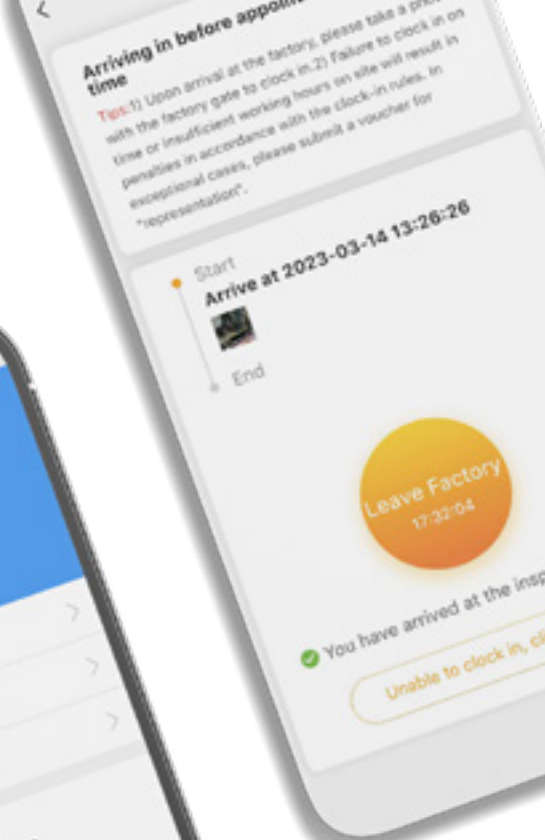 Arriving in before
time
Tips:1) Upon arrival at the factory, please take a
with the factory gate to clock in.2) Failure to clock in on
time or insufficient working hours on site will result in
penalties in accordance with the clock-in rules. In
exceptional cases, please submit a voucher for
"representation".
Start
Arrive at 2023-03-14 13:26:26
End
Leave Factory
17:32:04
You have arrived at the
Unable to clock in,